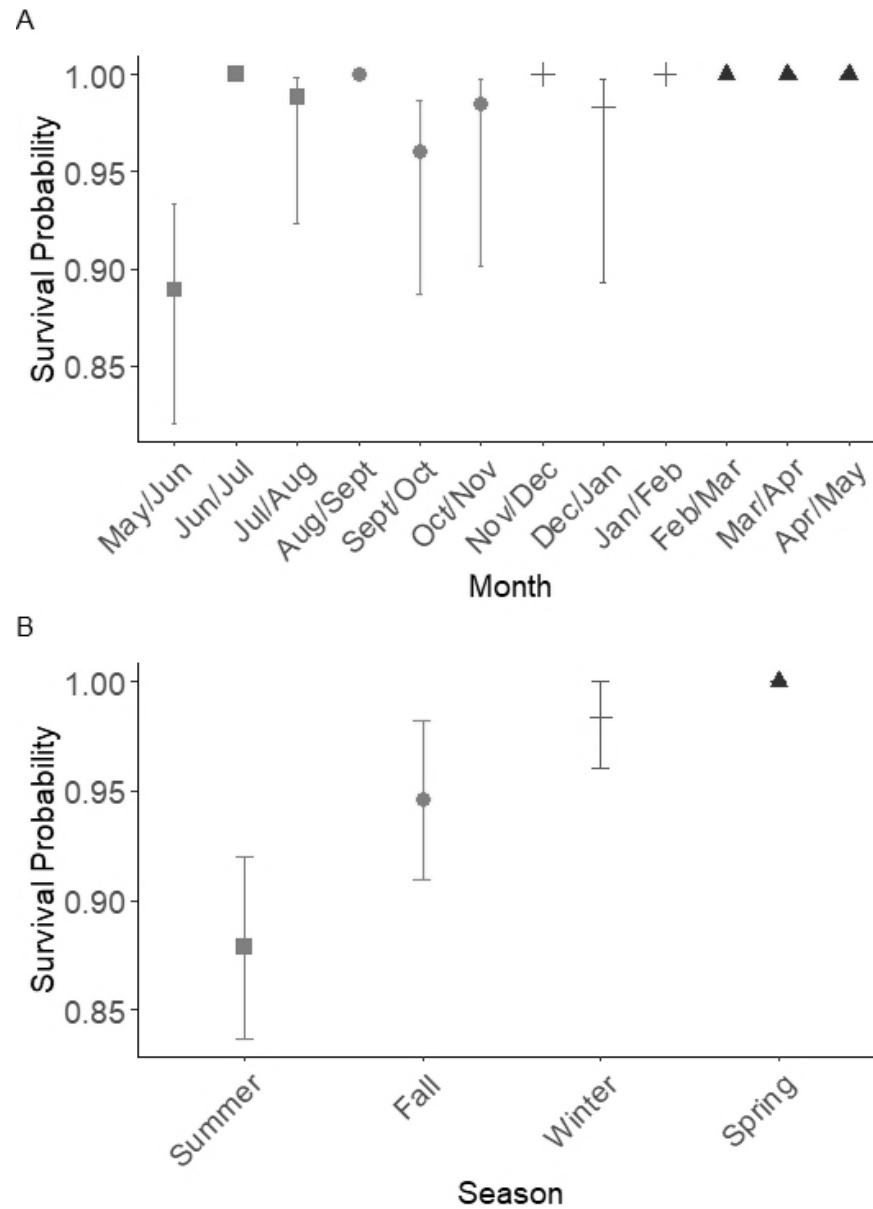 A
Survival Probability
1.00
0.95
0.90
0.85
May/Jun
Jun/Jul
Jul/Aug
Aug/Sept
Sept/Oct
Oct/Nov
Nov/Dec
Dec/Jan
Jan/Feb
Feb/Mar
Mar/Apr
Apr/May
Month
B
Survival Probability
1.00
0.95
0.90
0.85
Summer
Fall
Winter
Spring
Season